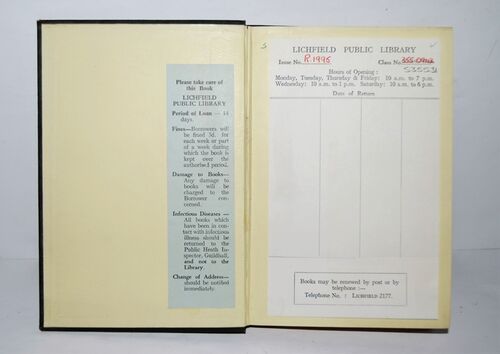 Please take care of
this Book
LICHFIELD
PUBLIC LIBRARY
Period of Loan — 14
days.
Fines—Borrowers will
be fined 3d. for
each week or part
of a week during
which the book is
kept over the
authorised period.
Damage to Books—
Any damage to
books will be
charged to the
Borrower con-
cerned.
Infectious Diseases —
All books which
have been in con-
tact with infectious
illness should be
returned to the
Public Heath In-
spector, Guildhall,
and not to the
Library.
Change of Address—
should be notified
immediately.
S
LICHFIELD PUBLIC LIBRARY
Issue No. R.1995 Class No.
Hours of Opening :
Monday, Tuesday, Thursday & Friday: 10 a.m. to 7 p.m.
Wednesday: 10 a.m. to 1 p.m. Saturday: 10 a.m. to 6 p.m.
Date of Return
Books may be renewed by post or by
telephone :—
Telephone No. : LICHFIELD 2177.